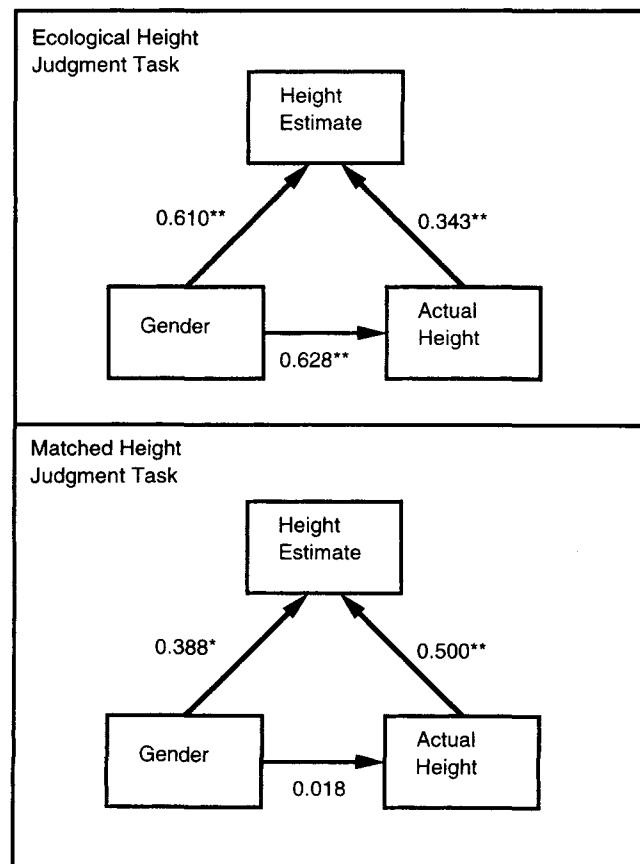 Ecological Height
Judgment Task
Height
Estimate
0.610**
0.343**
Gender
Actual
Height
0.628**
Matched Height
Judgment Task
Height
Estimate
0.388*
0.500**
Gender
Actual
Height
0.018